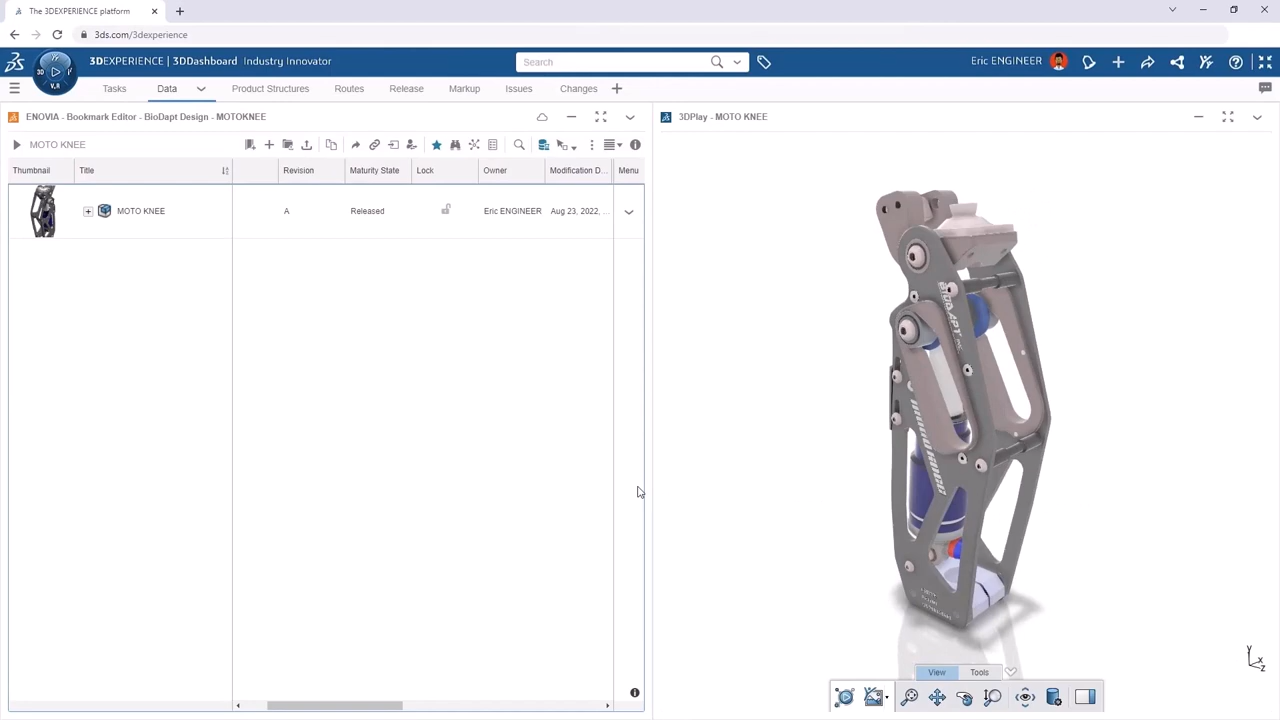 The 3DEXPERIENCE platform
3ds.com/3dexperience
3DEXPERIENCE | 3DDashboard Industry Innovator
Search
Eric ENGINEER
3D
V,R
Tasks
Data
Product Structures
Routes
Release
Markup
Issues
Changes
ENOVIA - Bookmark Editor - BioDapt Design - MOTOKNEE
3DPlay - MOTO KNEE
MOTO KNEE
Thumbnail Title Revision Maturity State Lock Owner Modification D... Menu
MOTO KNEE A Released Eric ENGINEER Aug 23, 2022, ...
View Tools
y
x
z